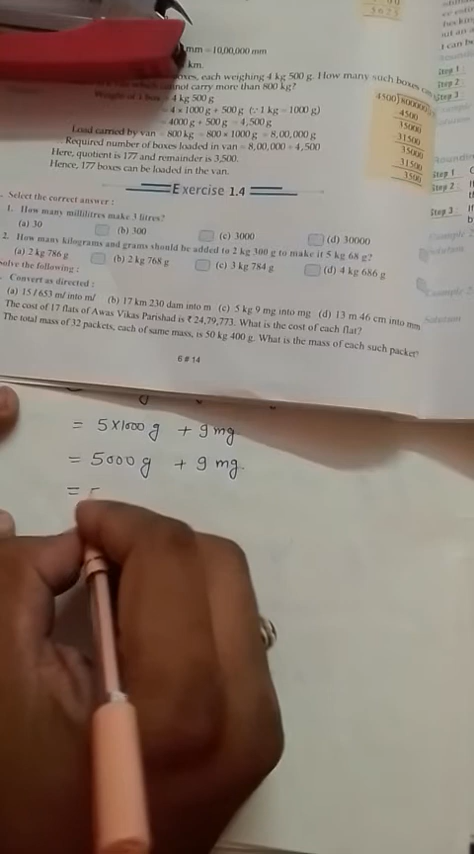 mm = 10,00,000 mm
km.
boxes, each weighing 4 kg 500 g. How many such boxes can
not carry more than 800 kg?
4 kg 500 g
= 4 × 1000 g + 500 g (∵ 1 kg = 1000 g)
= 4000 g + 500 g = 4,500 g
Load carried by van = 800 kg = 800 × 1000 g = 8,00,000 g
Required number of boxes loaded in van = 8,00,000 ÷ 4,500
Here, quotient is 177 and remainder is 3,500.
Hence, 177 boxes can be loaded in the van.
4500)800000
4500
35000
31500
35000
31500
3500
Step 1 :
Step 2 :
Step 3
Step 1
Step 2 :
Step 3 : If
Exercise 1.4
Select the correct answer :
1. How many millilitres make 3 litres?
(a) 30 (b) 300 (c) 3000 (d) 30000
2. How many kilograms and grams should be added to 2 kg 300 g to make it 5 kg 68 g?
(a) 2 kg 786 g (b) 2 kg 768 g (c) 3 kg 784 g (d) 4 kg 686 g
Solve the following :
Convert as directed :
(a) 15 l 653 ml into ml (b) 17 km 230 dam into m (c) 5 kg 9 mg into mg (d) 13 m 46 cm into mm
The cost of 17 flats of Awas Vikas Parishad is ₹ 24,79,773. What is the cost of each flat?
The total mass of 32 packets, each of same mass, is 50 kg 400 g. What is the mass of each such packet?
14
= 5×1000 g + 9 mg
= 5000 g + 9 mg.
=